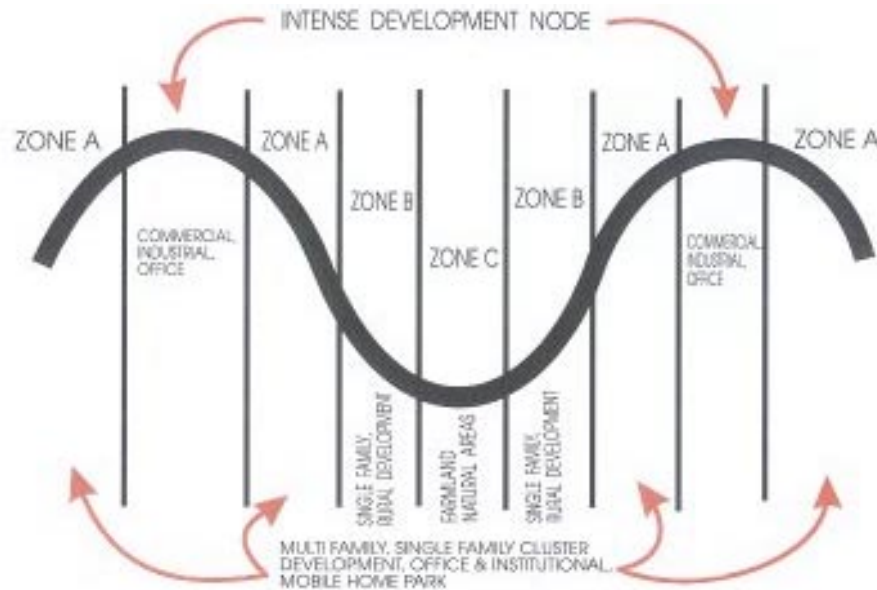 INTENSE DEVELOPMENT NODE
ZONE A
ZONE A
ZONE A
ZONE A
ZONE B
ZONE B
ZONE C
COMMERCIAL,
INDUSTRIAL,
OFFICE
COMMERCIAL,
INDUSTRIAL,
OFFICE
SINGLE FAMILY,
RURAL DEVELOPMENT
FARMLAND
NATURAL AREAS
SINGLE FAMILY,
RURAL DEVELOPMENT
MULTI FAMILY, SINGLE FAMILY CLUSTER
DEVELOPMENT, OFFICE & INSTITUTIONAL,
MOBILE HOME PARK